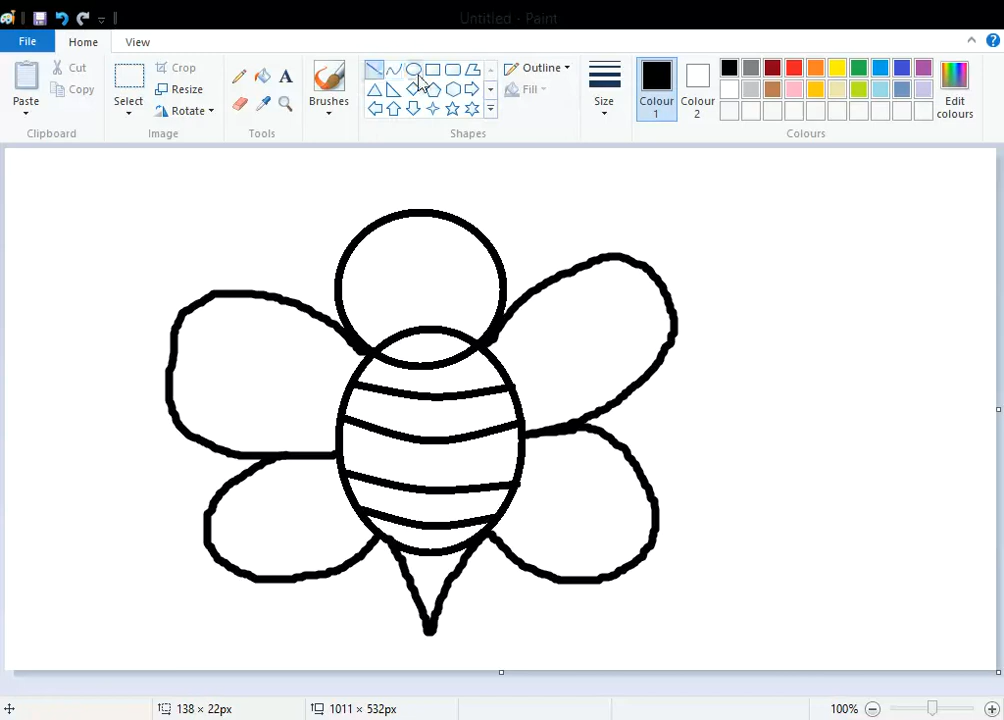 Untitled - Paint
File Home View
Paste
Cut
Copy
Clipboard
Select
Crop
Resize
Rotate
Image
A
Tools
Brushes
Outline
Fill
Shapes
Size
Colour
1
Colour
2
Edit
colours
Colours
138 × 22px
1011 × 532px
100%